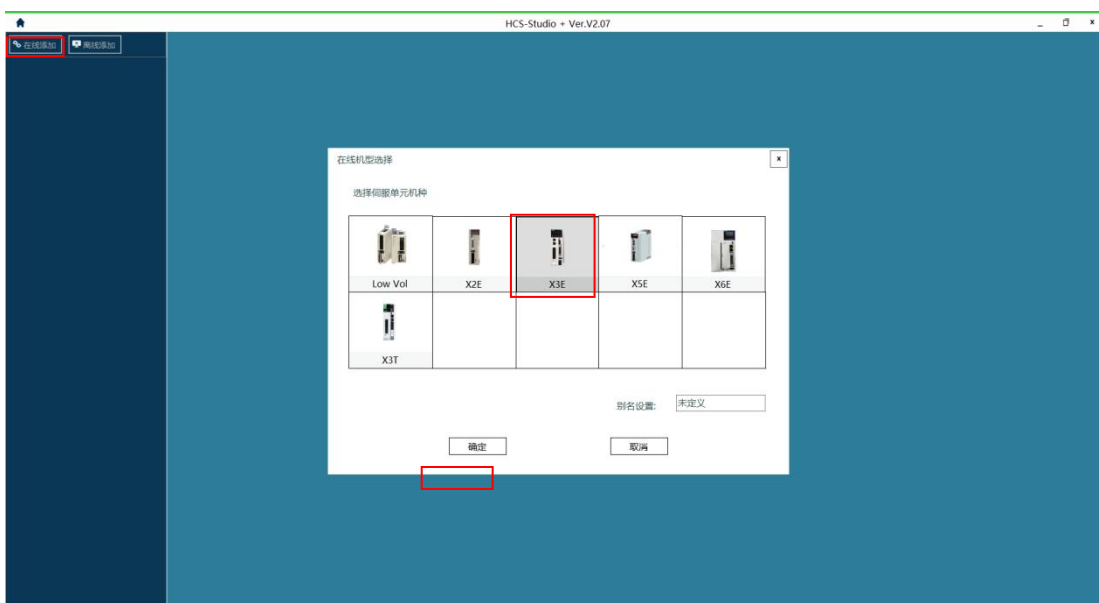 HCS-Studio + Ver.V2.07
在线添加 离线添加
在线机型选择
选择伺服单元机种
Low Vol X2E X3E X5E X6E
X3T
别名设置: 未定义
确定 取消